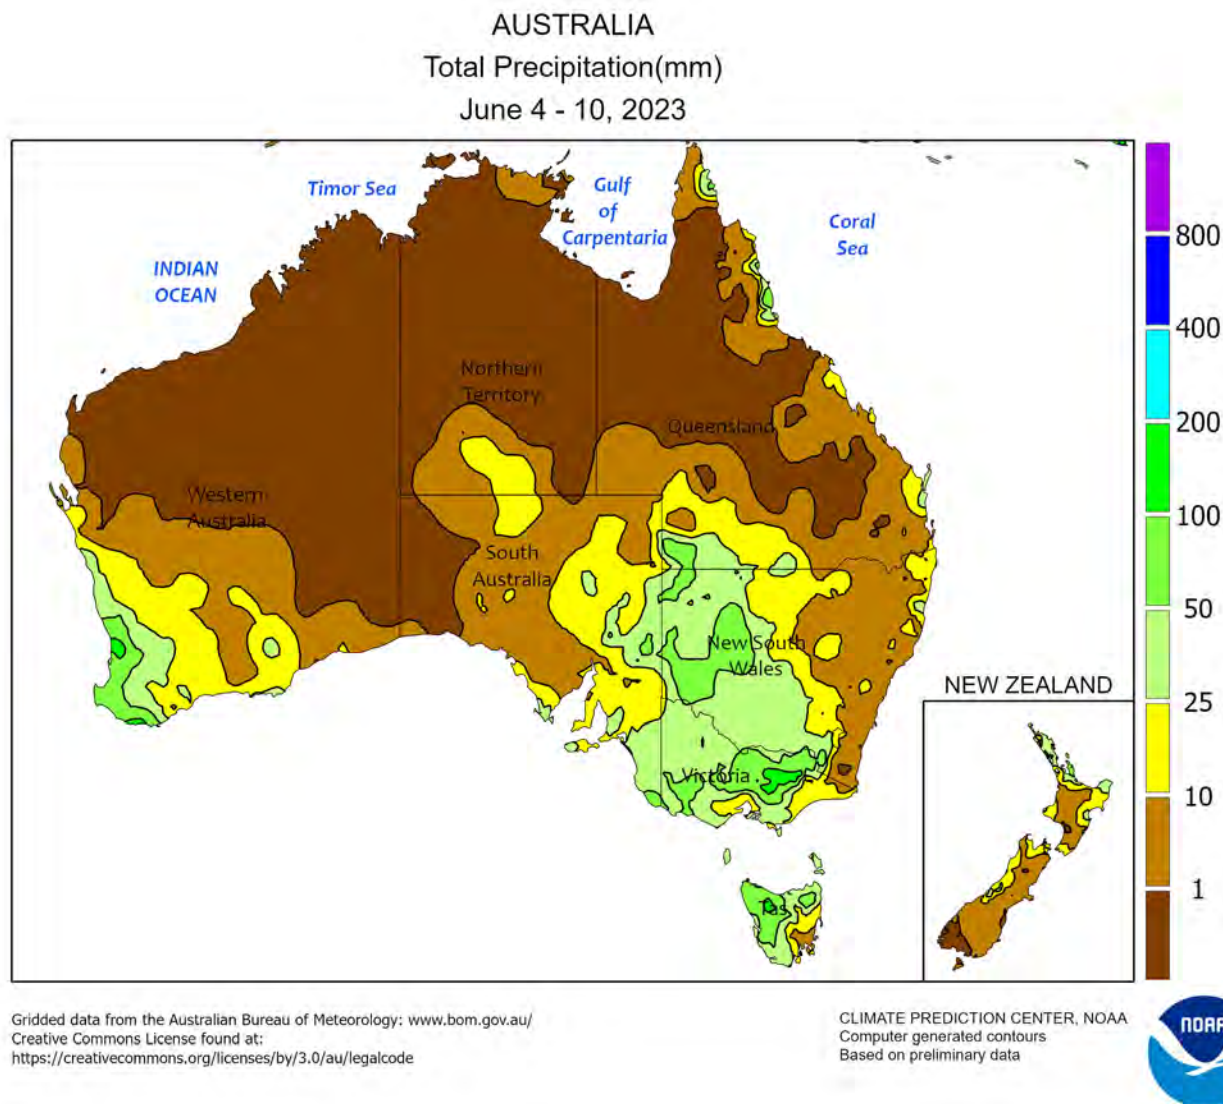 AUSTRALIA
Total Precipitation(mm)
June 4 - 10, 2023
Timor Sea
Gulf
of
Carpentaria
Coral
Sea
INDIAN
OCEAN
Northern
Territory
Queensland
Western
Australia
South
Australia
New South
Wales
Victoria
Tas
NEW ZEALAND
800
400
200
100
50
25
10
1
Gridded data from the Australian Bureau of Meteorology: www.bom.gov.au/
Creative Commons License found at:
https://creativecommons.org/licenses/by/3.0/au/legalcode
CLIMATE PREDICTION CENTER, NOAA
Computer generated contours
Based on preliminary data